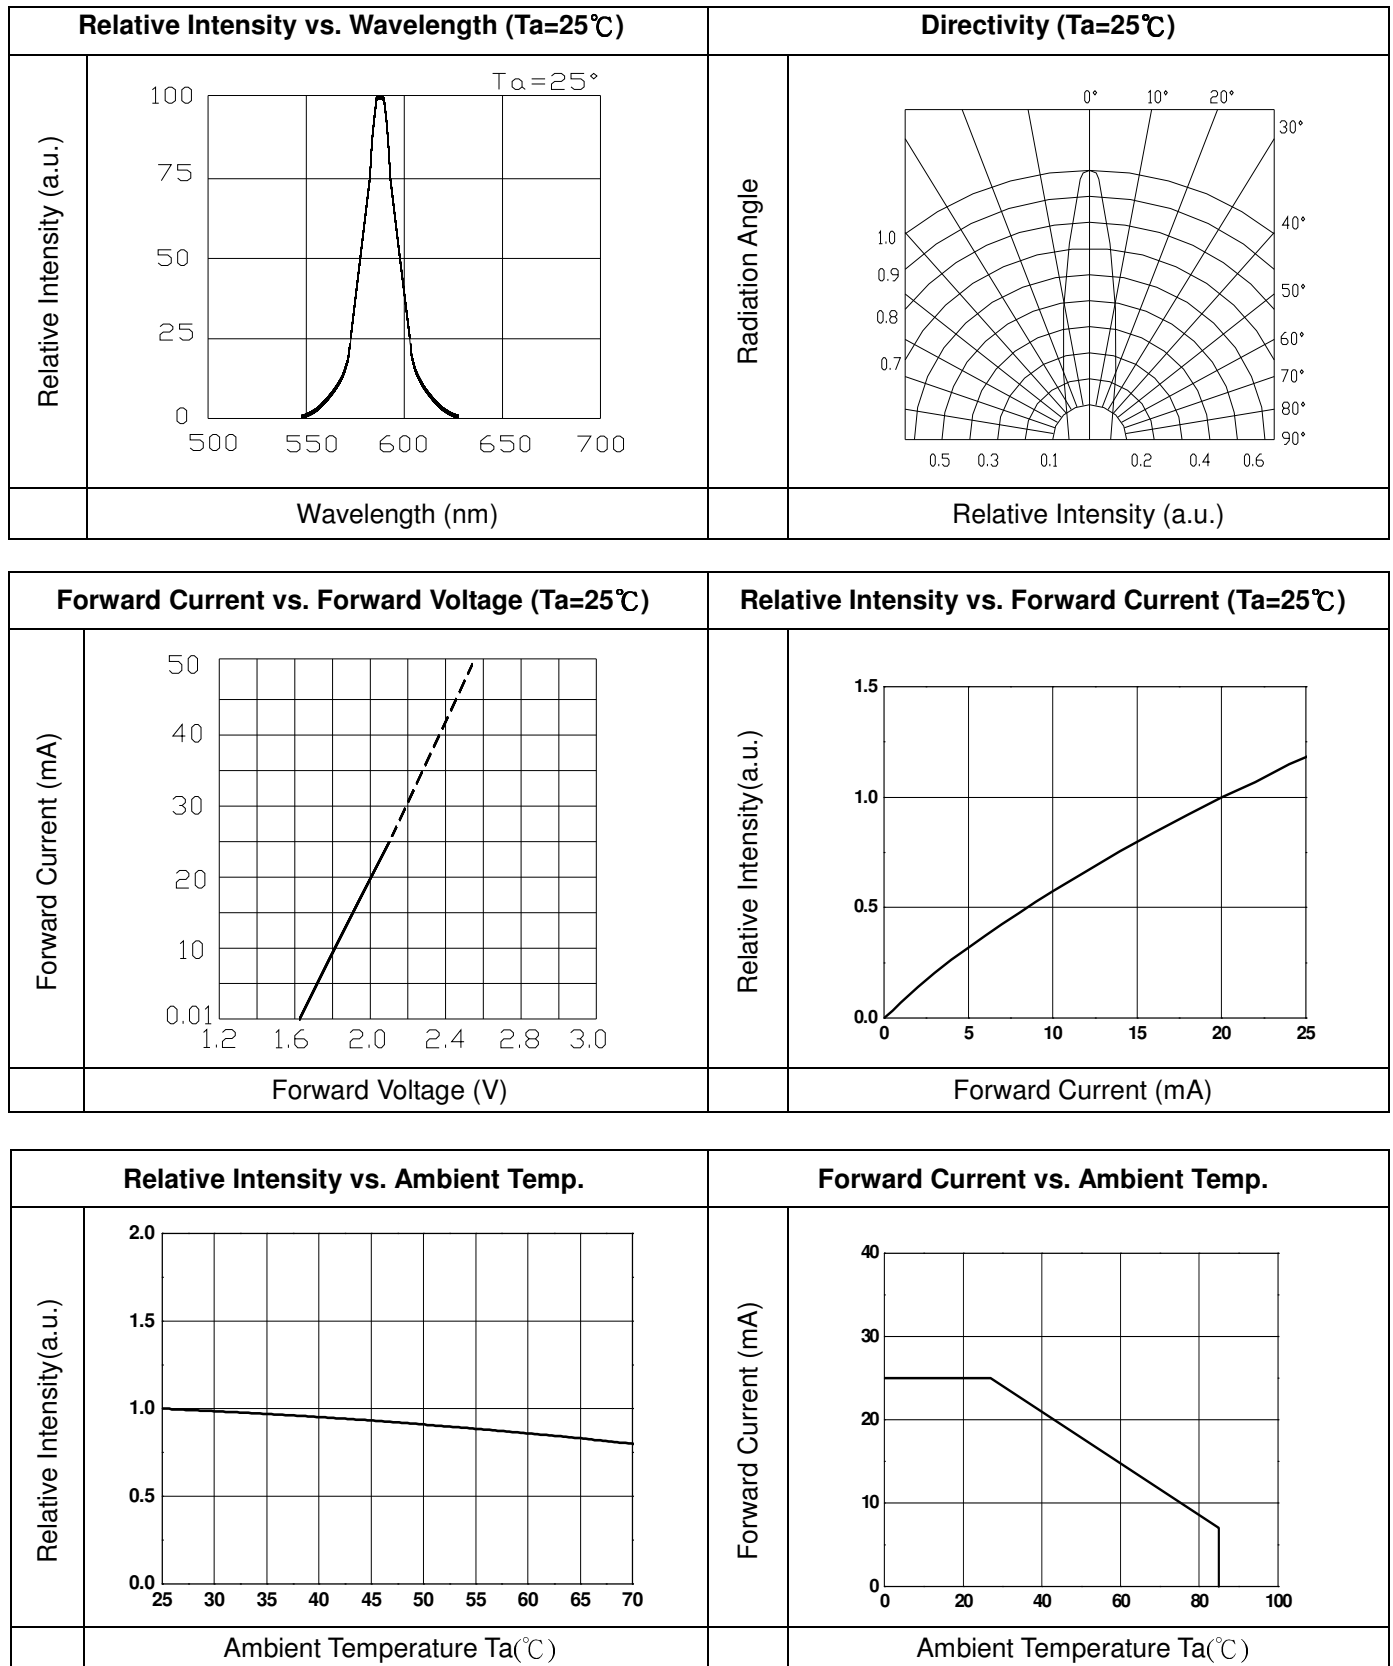 Relative Intensity vs. Wavelength (Ta=25℃)
Relative Intensity (a.u.)
Ta=25°
100
75
50
25
0
500 550 600 650 700
Wavelength (nm)
Directivity (Ta=25℃)
Radiation Angle
0° 10° 20°
30°
40°
50°
60°
70°
80°
90°
1.0
0.9
0.8
0.7
0.5 0.3 0.1 0.2 0.4 0.6
Relative Intensity (a.u.)
Forward Current vs. Forward Voltage (Ta=25℃)
Forward Current (mA)
50
40
30
20
10
0.01
1.2 1.6 2.0 2.4 2.8 3.0
Forward Voltage (V)
Relative Intensity vs. Forward Current (Ta=25℃)
Relative Intensity(a.u.)
1.5
1.0
0.5
0.0
0 5 10 15 20 25
Forward Current (mA)
Relative Intensity vs. Ambient Temp.
Relative Intensity(a.u.)
2.0
1.5
1.0
0.5
0.0
25 30 35 40 45 50 55 60 65 70
Ambient Temperature Ta(℃)
Forward Current vs. Ambient Temp.
Forward Current (mA)
40
30
20
10
0
0 20 40 60 80 100
Ambient Temperature Ta(℃)